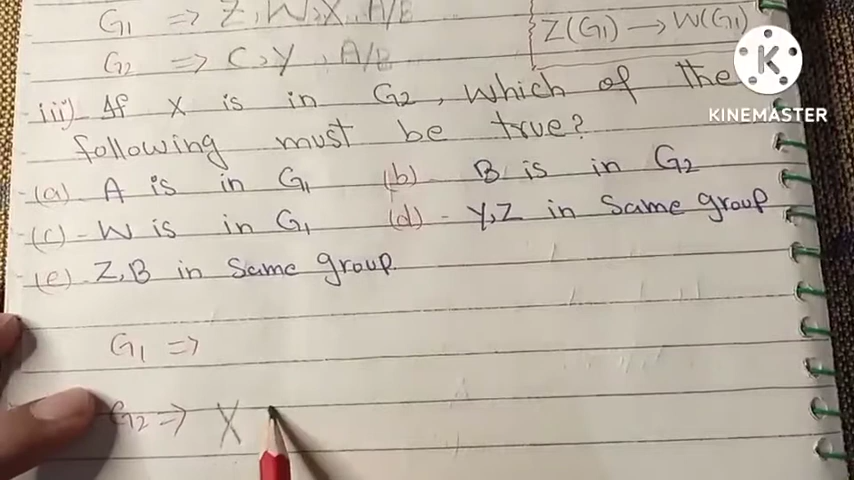 G1 => Z, W, X, A/B
Z(G1) → W(G1)
G2 => C, Y, A/B
iii) If X is in G2, which of the
following must be true?
(a) A is in G1 (b) - B is in G2
(c) - W is in G1 (d) - Y,Z in Same group
(e) - Z,B in Same group
G1 =>
G2 => X
K
KINEMASTER